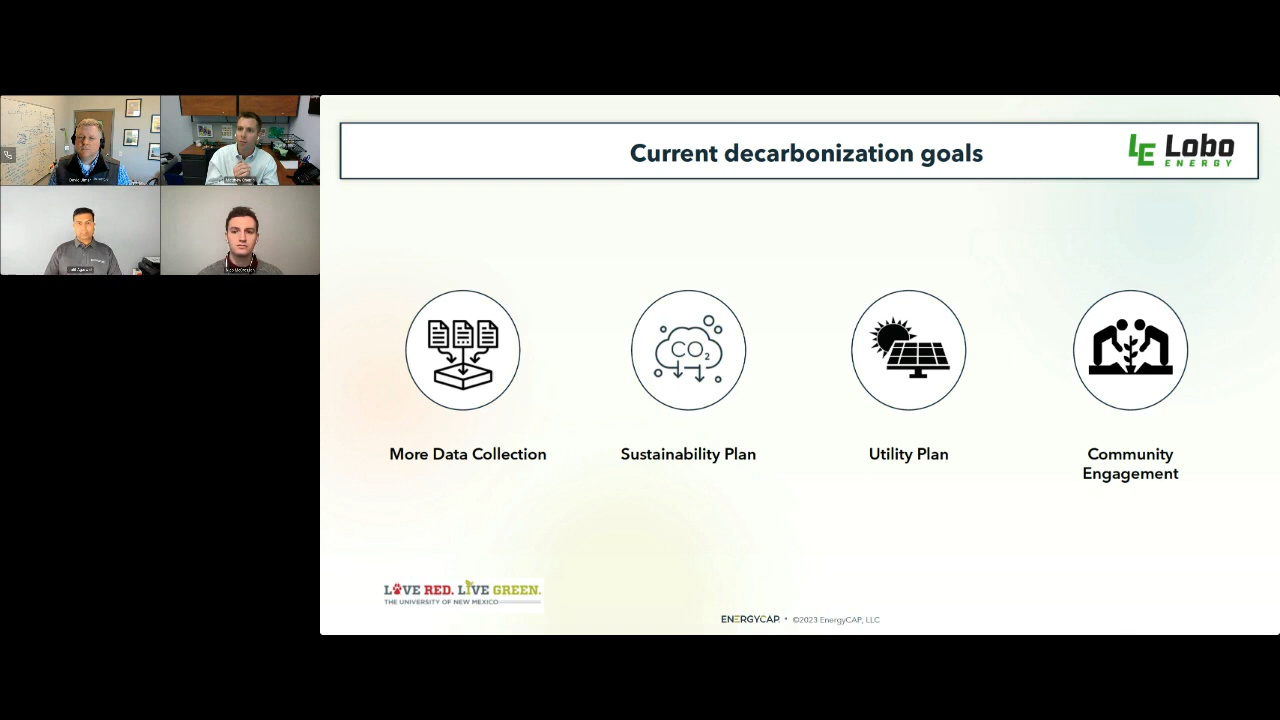 Current decarbonization goals
LE Lobo
ENERGY
CO₂
More Data Collection
Sustainability Plan
Utility Plan
Community
Engagement
LOVE RED. LIVE GREEN.
THE UNIVERSITY OF NEW MEXICO
ENERGYCAP • ©2023 EnergyCAP, LLC